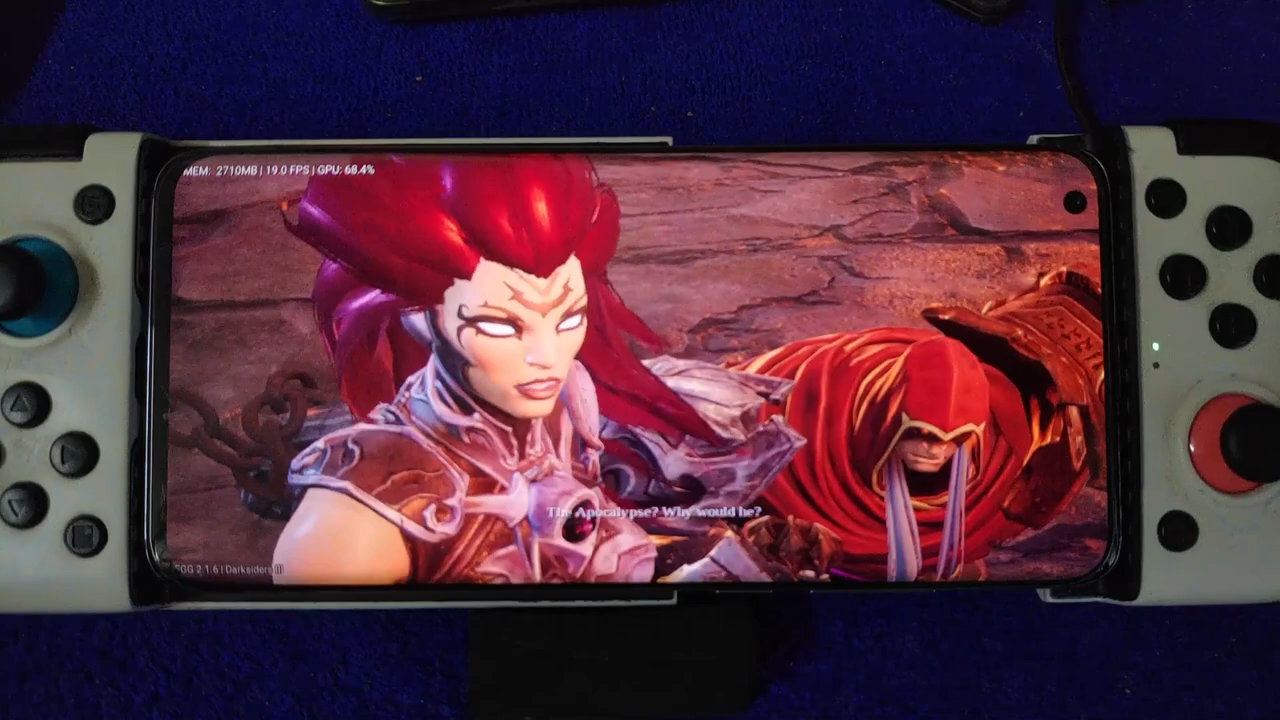 MEM: 2710MB | 19.0 FPS | GPU: 68.4%
The Apocalypse? Why would he?
EGG 2.1.6 | Darksiders III